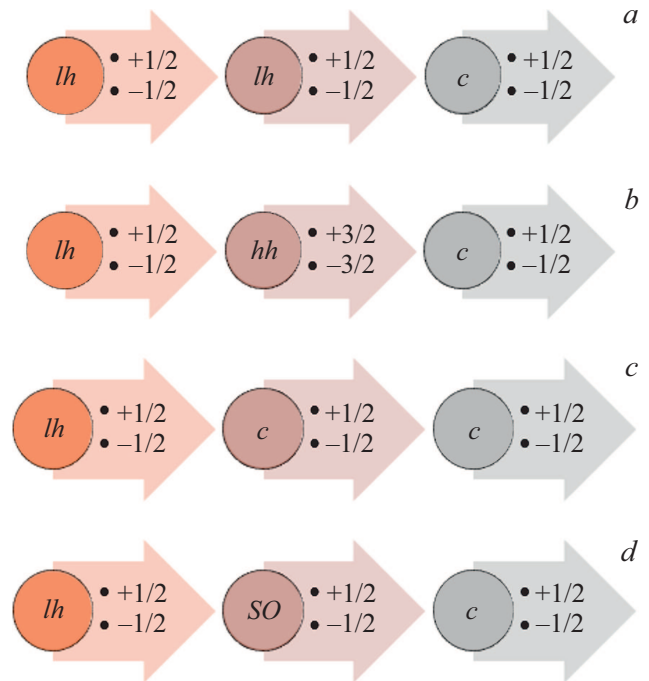 a
lh • +1/2 lh • +1/2 c • +1/2
• –1/2 • –1/2 • –1/2
b
lh • +1/2 hh • +3/2 c • +1/2
• –1/2 • –3/2 • –1/2
c
lh • +1/2 c • +1/2 c • +1/2
• –1/2 • –1/2 • –1/2
d
lh • +1/2 SO • +1/2 c • +1/2
• –1/2 • –1/2 • –1/2